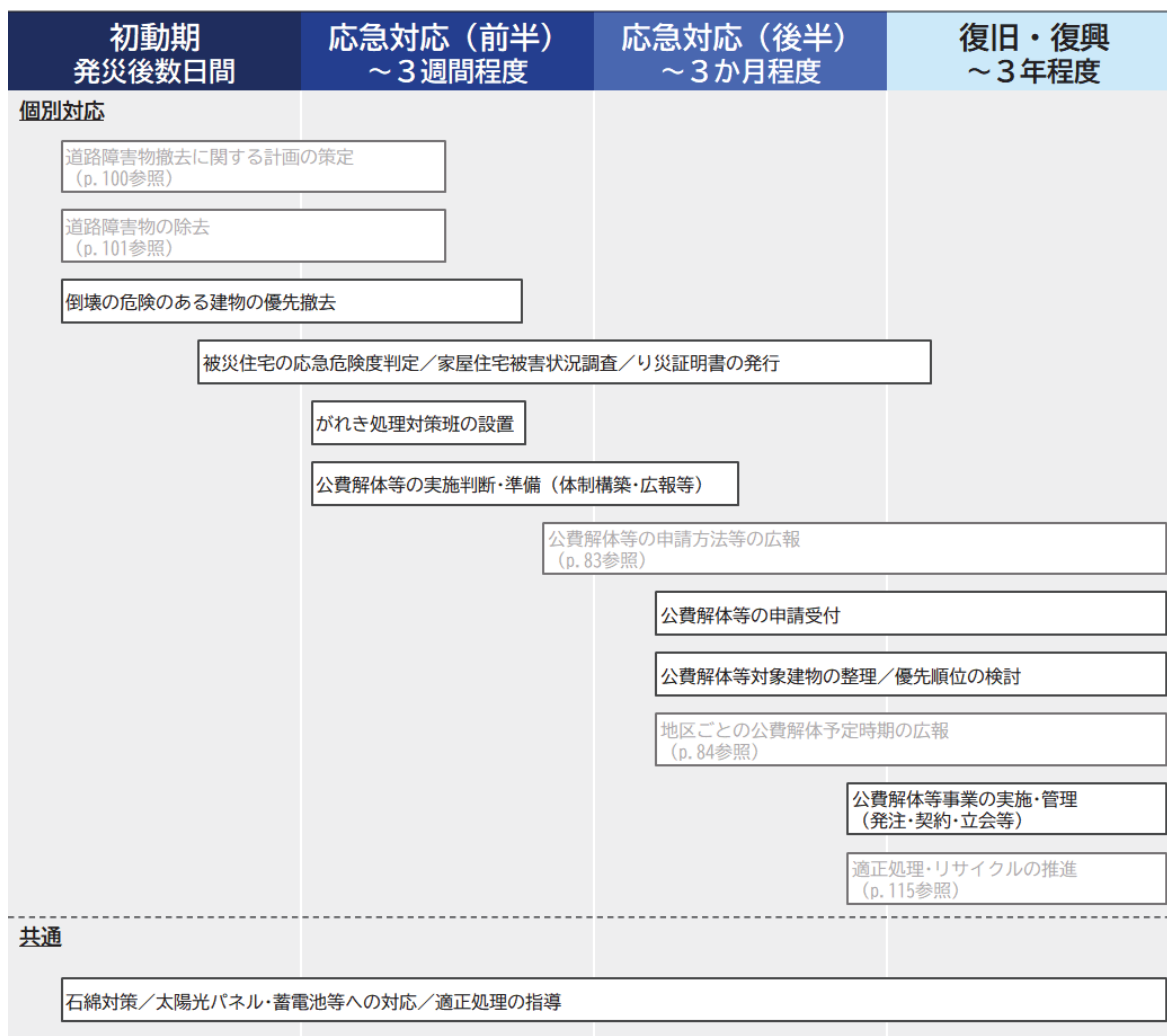 初動期
発災後数日間
応急対応（前半）
～３週間程度
応急対応（後半）
～３か月程度
復旧・復興
～３年程度
個別対応
道路障害物撤去に関する計画の策定
（p.100参照）
道路障害物の除去
（p.101参照）
倒壊の危険のある建物の優先撤去
被災住宅の応急危険度判定／家屋住宅被害状況調査／り災証明書の発行
がれき処理対策班の設置
公費解体等の実施判断･準備（体制構築･広報等）
公費解体等の申請方法等の広報
（p.83参照）
公費解体等の申請受付
公費解体等対象建物の整理／優先順位の検討
地区ごとの公費解体予定時期の広報
（p.84参照）
公費解体等事業の実施･管理
（発注･契約･立会等）
適正処理･リサイクルの推進
（p.115参照）
共通
石綿対策／太陽光パネル･蓄電池等への対応／適正処理の指導